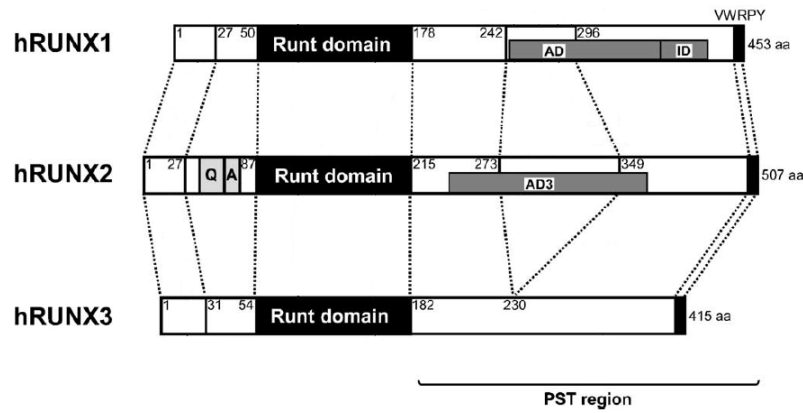 VWRPY
hRUNX1
1 27 50 Runt domain 178 242 296
AD ID
453 aa
hRUNX2
1 27 Q A 87 Runt domain 215 273 349
AD3
507 aa
hRUNX3
1 31 54 Runt domain 182 230
415 aa
PST region